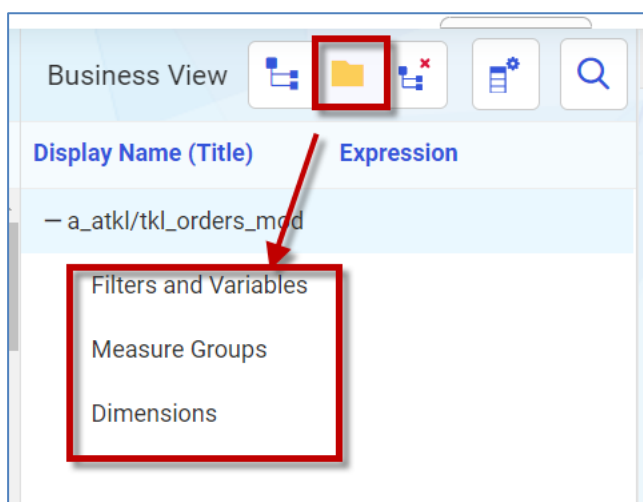 Business View
Display Name (Title) Expression
a_atkl/tkl_orders_mod
Filters and Variables
Measure Groups
Dimensions